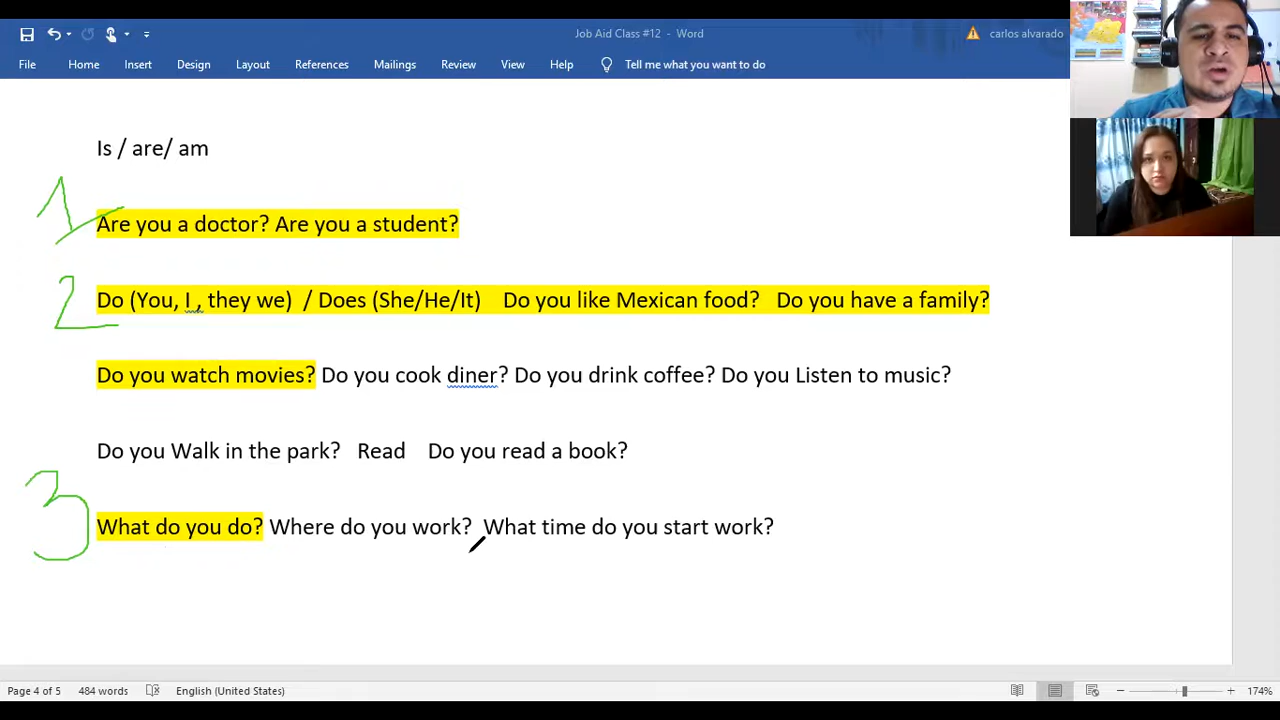 Job Aid Class #12 - Word
carlos alvarado
File Home Insert Design Layout References Mailings Review View Help Tell me what you want to do
Is / are/ am
1
Are you a doctor? Are you a student?
2
Do (You, I , they we) / Does (She/He/It) Do you like Mexican food? Do you have a family?
Do you watch movies? Do you cook diner? Do you drink coffee? Do you Listen to music?
Do you Walk in the park? Read Do you read a book?
3
What do you do? Where do you work? What time do you start work?
Page 4 of 5 484 words English (United States) 174%